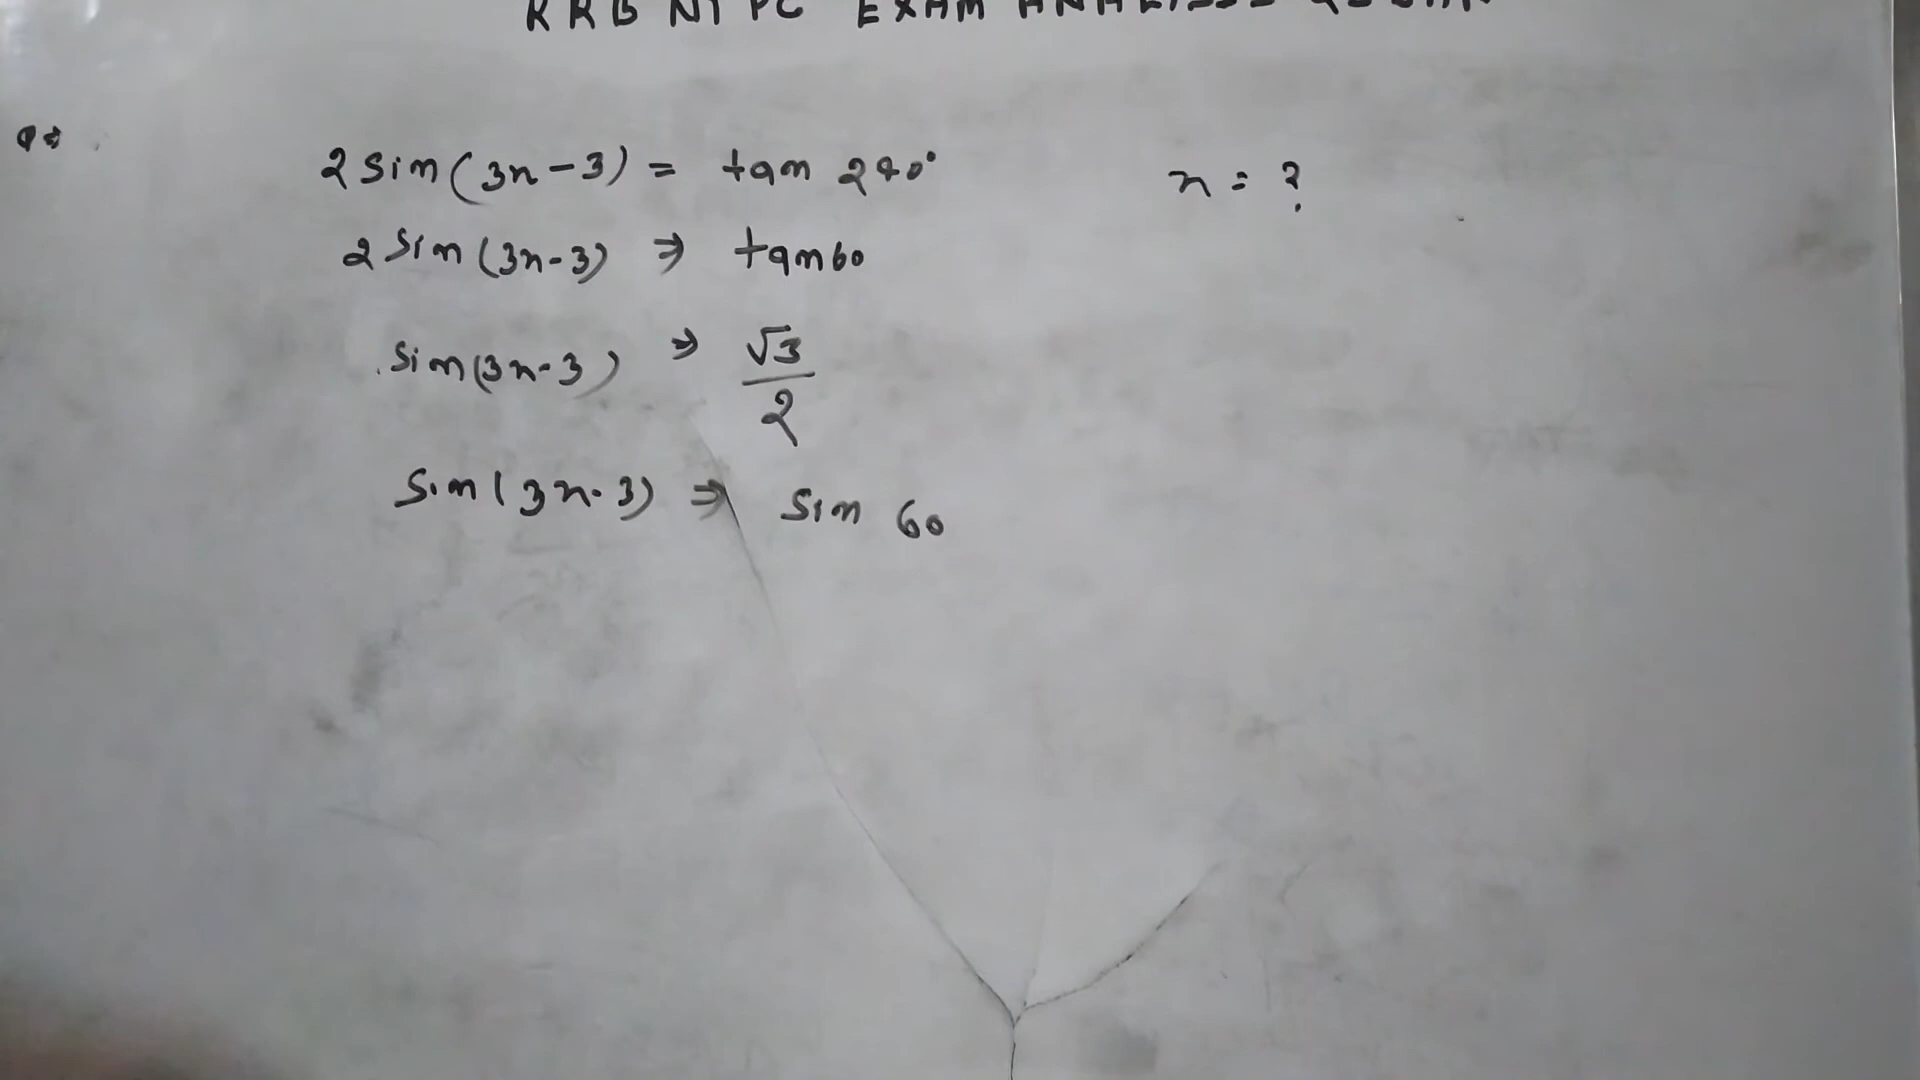 RRB NTPC EXAM
2 sin (3x - 3) = tan 240° x = ?
2 sin (3x - 3) ⇒ tan 60
sin (3x - 3) ⇒ √3/2
sin (3x - 3) ⇒ sin 60